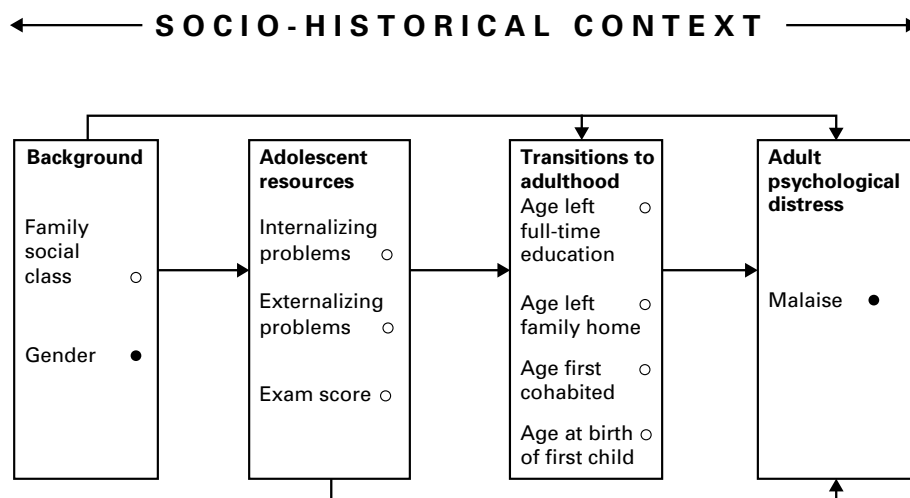 SOCIO-HISTORICAL CONTEXT
Background
Family
social
class
Gender
Adolescent
resources
Internalizing
problems
Externalizing
problems
Exam score
Transitions to
adulthood
Age left
full-time
education
Age left
family home
Age first
cohabited
Age at birth
of first child
Adult
psychological
distress
Malaise